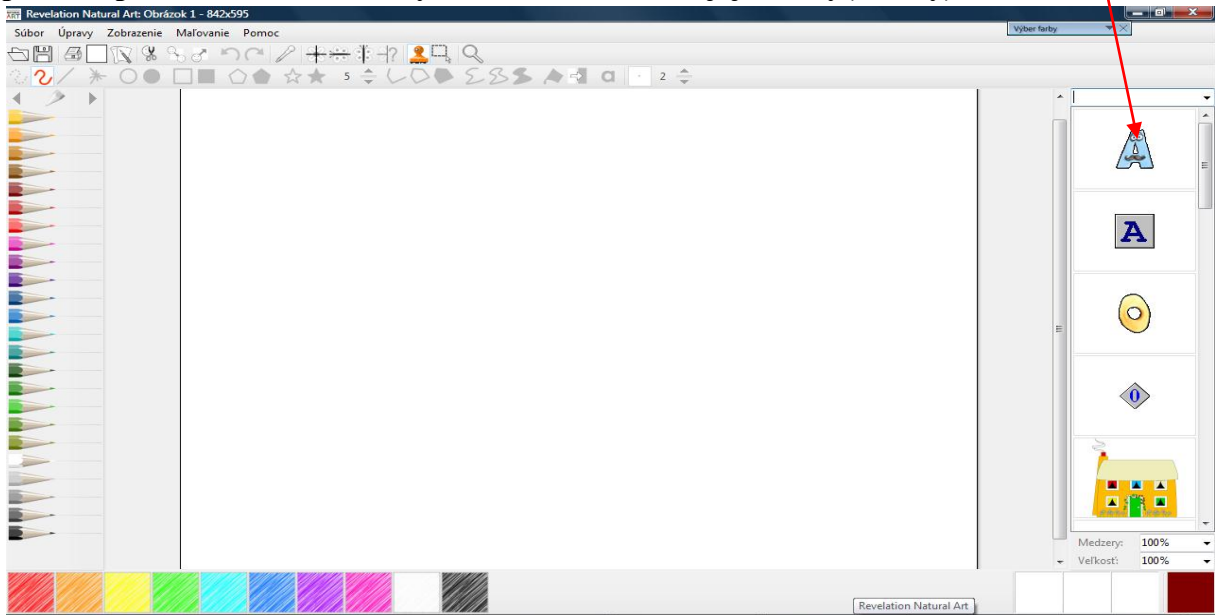 Revelation Natural Art: Obrázok 1 - 842x595
Súbor Úpravy Zobrazenie Maľovanie Pomoc
Výber farby
5
a
2
A
A
0
Medzery: 100%
Veľkosť: 100%
Revelation Natural Art